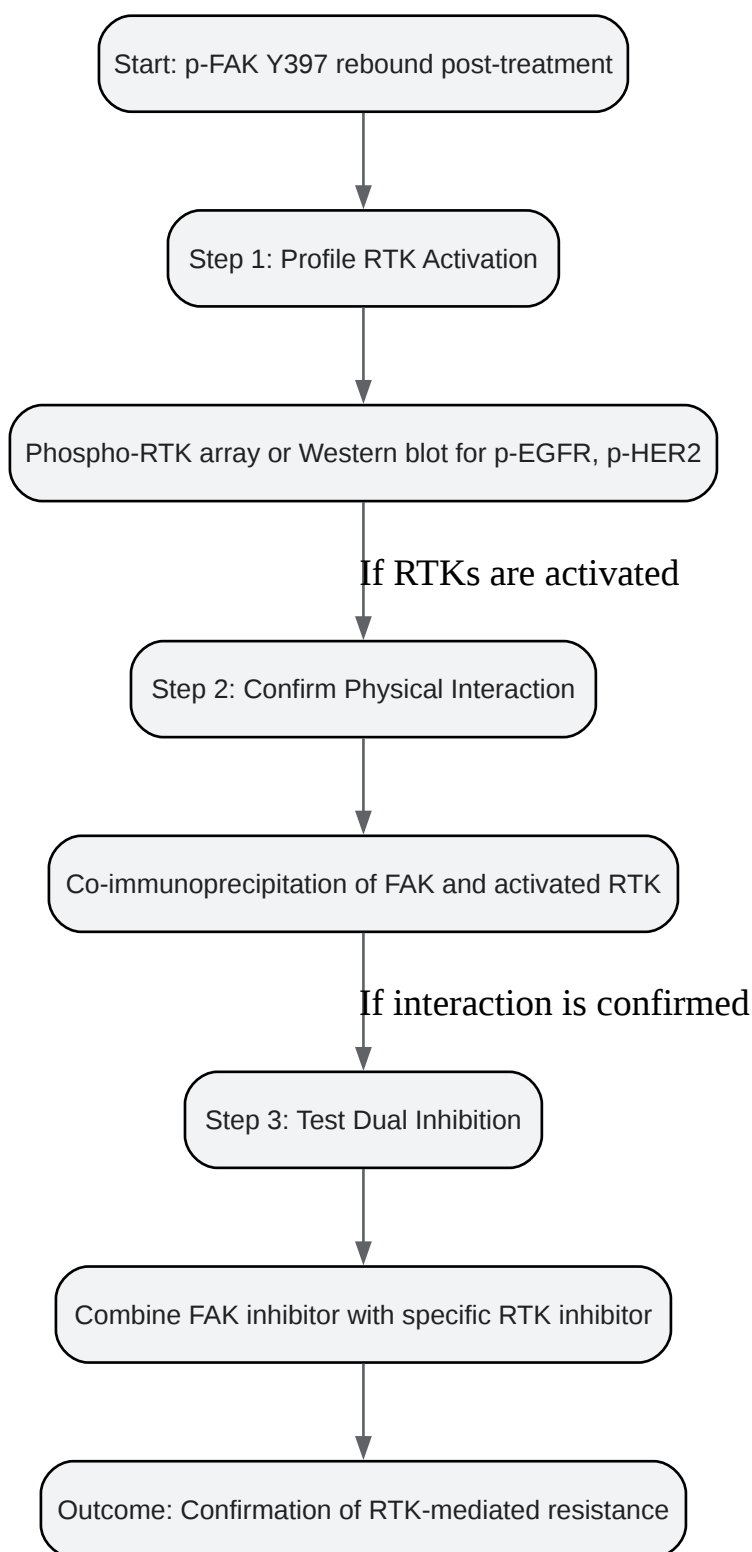 Start: p-FAK Y397 rebound post-treatment
Step 1: Profile RTK Activation
Phospho-RTK array or Western blot for p-EGFR, p-HER2
If RTKs are activated
Step 2: Confirm Physical Interaction
Co-immunoprecipitation of FAK and activated RTK
If interaction is confirmed
Step 3: Test Dual Inhibition
Combine FAK inhibitor with specific RTK inhibitor
Outcome: Confirmation of RTK-mediated resistance